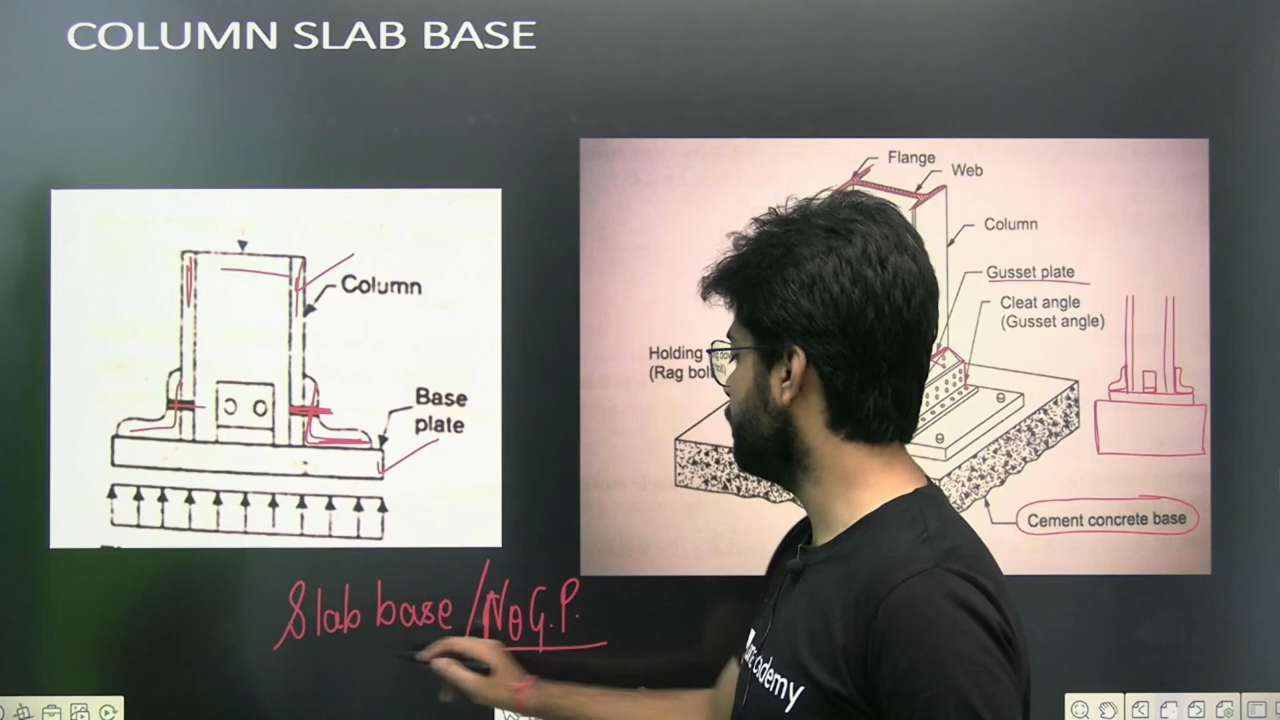 COLUMN SLAB BASE
Column
Base
plate
Flange
Web
Column
Gusset plate
Cleat angle
(Gusset angle)
Holding
(Rag bol
Cement concrete base
Slab base / No G.P.